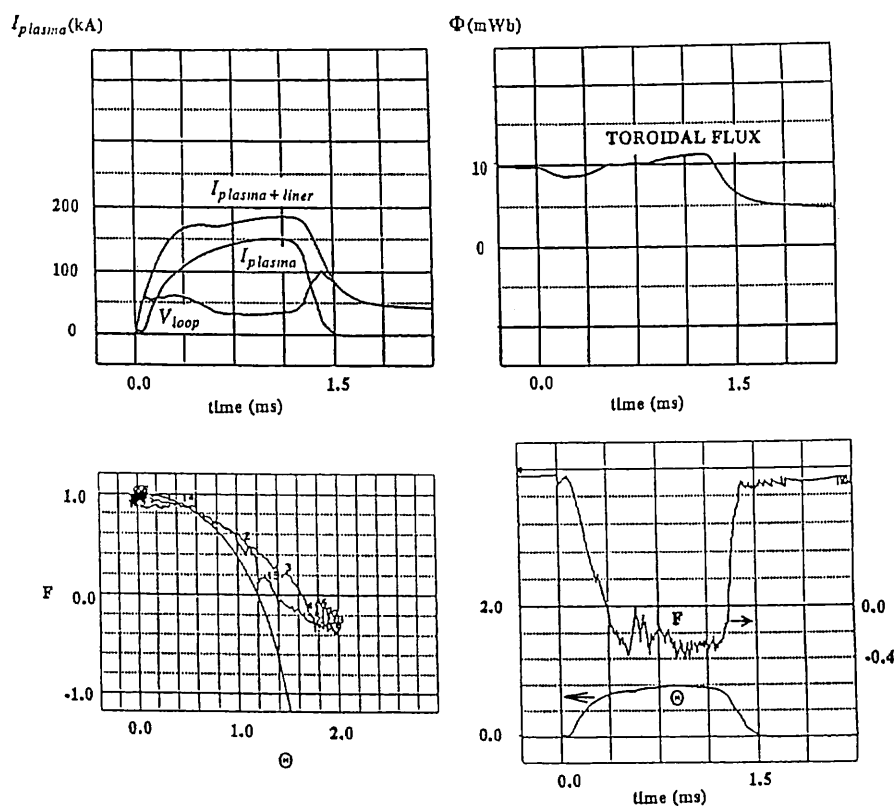 I_plasma (kA)
200
100
0
I_plasma+liner
I_plasma
V_loop
0.0 1.5
time (ms)
Φ (mWb)
TOROIDAL FLUX
10
0
0.0 1.5
time (ms)
1.0
F 0.0
-1.0
2
3
0.0 1.0 2.0
Θ
2.0
0.0
F
Θ
0.0
-0.4
0.0 1.5
time (ms)